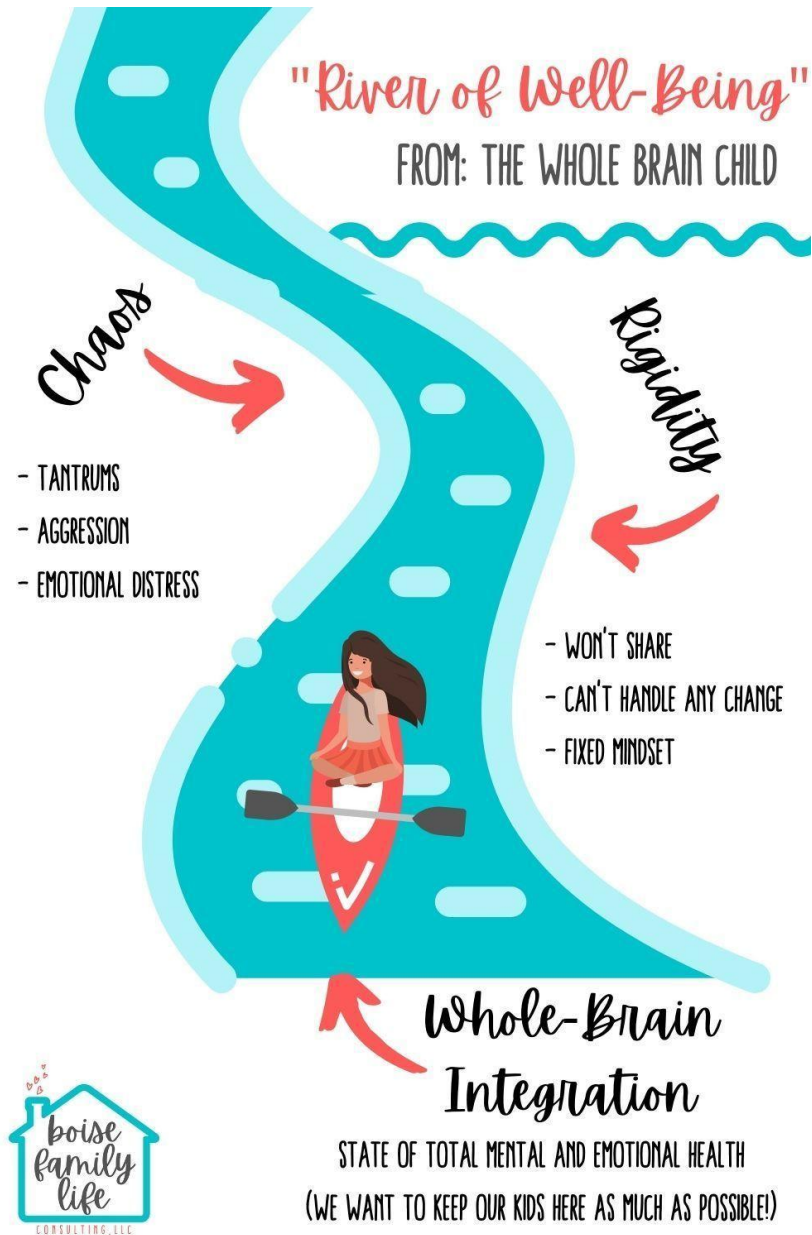 "River of Well-Being"
FROM: THE WHOLE BRAIN CHILD
Chaos
- TANTRUMS
- AGGRESSION
- EMOTIONAL DISTRESS
Rigidity
- WON'T SHARE
- CAN'T HANDLE ANY CHANGE
- FIXED MINDSET
Whole-Brain
Integration
STATE OF TOTAL MENTAL AND EMOTIONAL HEALTH
(WE WANT TO KEEP OUR KIDS HERE AS MUCH AS POSSIBLE!)
boise
family
life
CONSULTING, LLC